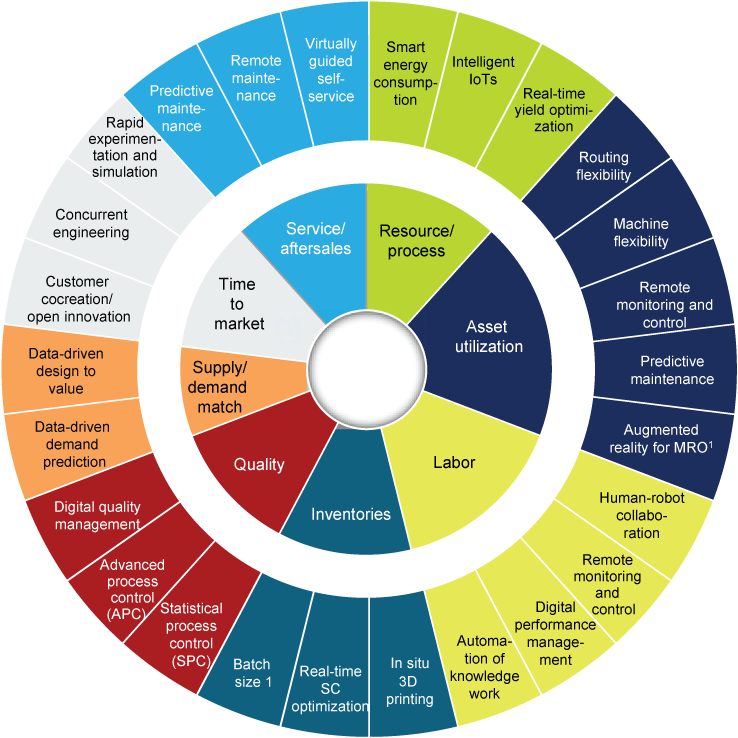 Virtually
guided
self-
service
Smart
energy
consump-
tion
Intelligent
IoTs
Real-time
yield optimi-
zation
Routing
flexibility
Machine
flexibility
Remote
monitoring and
control
Predictive
maintenance
Augmented
reality for MRO¹
Human-robot
collabo-
ration
Remote
monitoring
and
control
Digital
performance
manage-
ment
Automa-
tion of
knowledge
work
In situ
3D
printing
Real-time
SC
optimization
Batch
size 1
Statistical
process
control
(SPC)
Advanced
process
control
(APC)
Digital quality
management
Data-driven
demand
prediction
Data-driven
design to
value
Customer
cocreation/
open innovation
Concurrent
engineering
Rapid
experimen-
tation and
simulation
Predictive
mainte-
nance
Remote
mainte-
nance
Service/
aftersales
Resource/
process
Asset
utilization
Labor
Inventories
Quality
Supply/
demand
match
Time
to
market